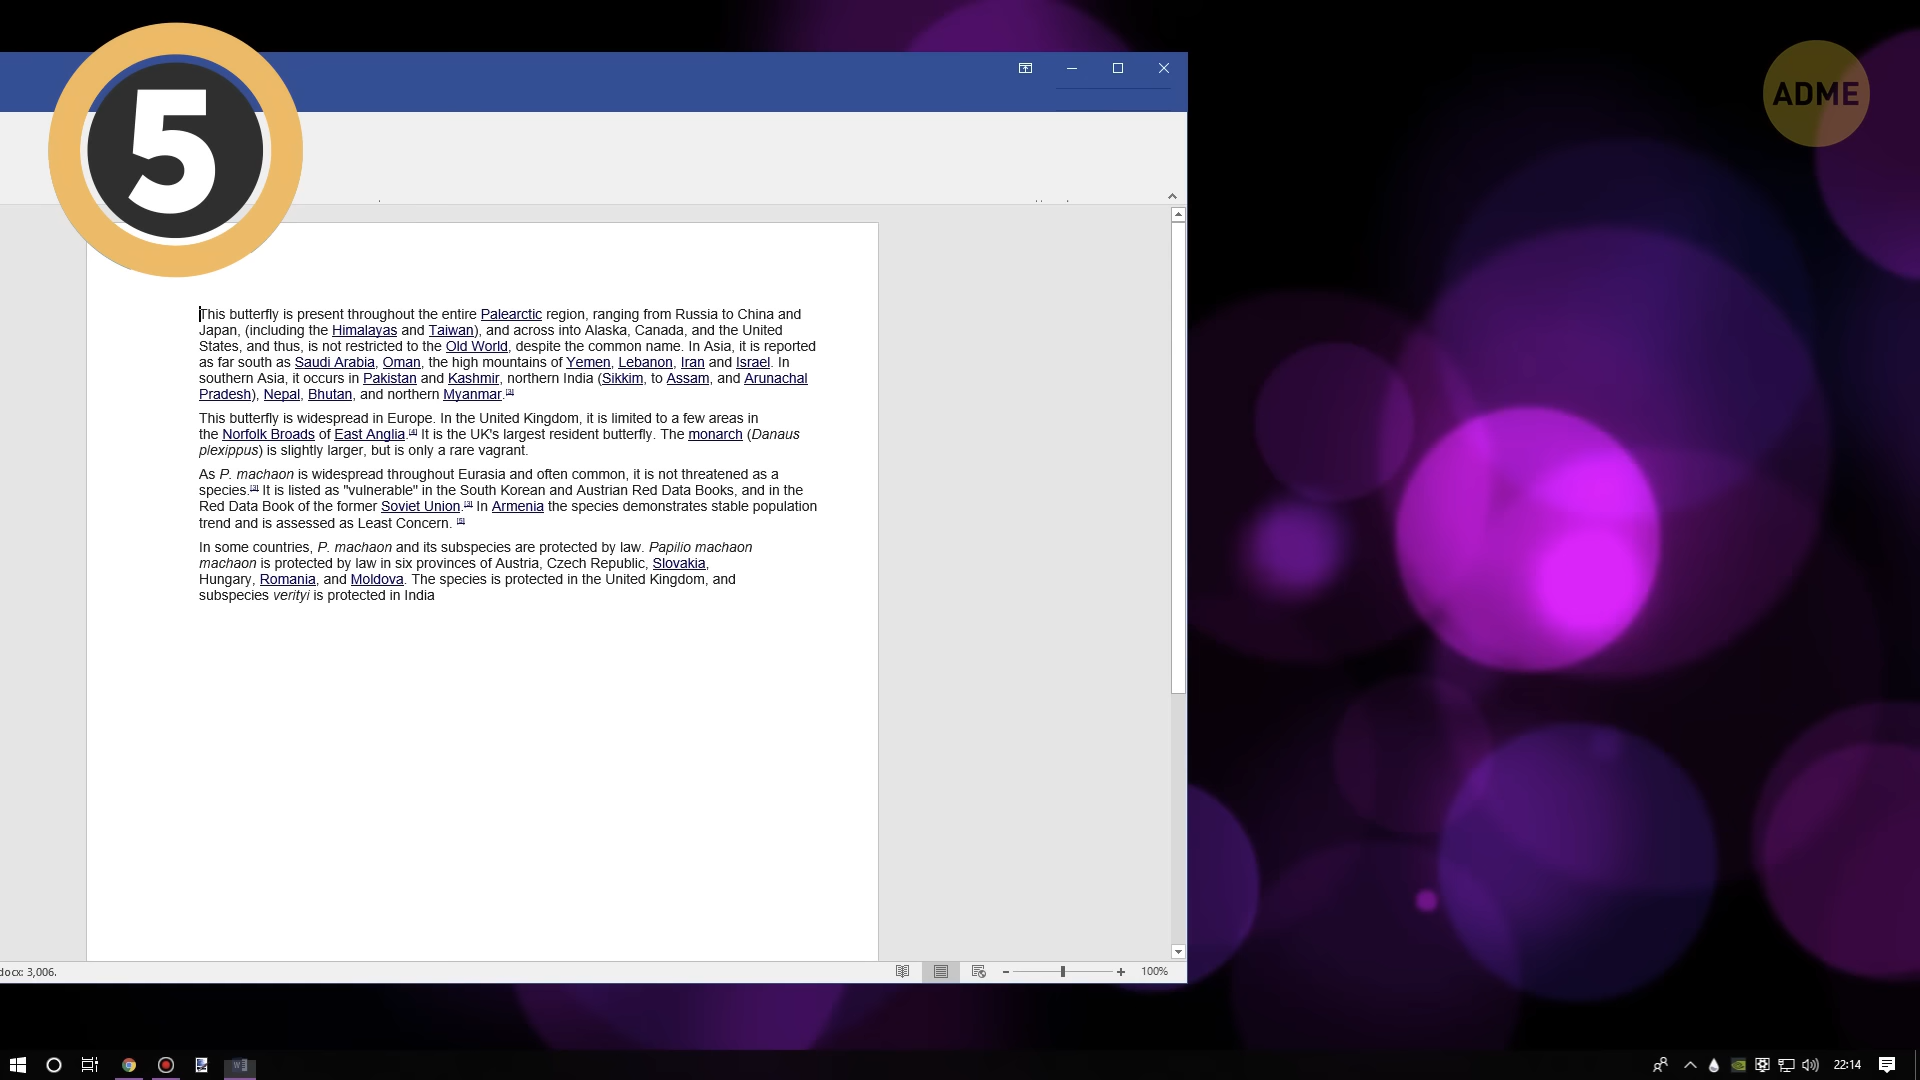 5
ADME
This butterfly is present throughout the entire Palearctic region, ranging from Russia to China and
Japan, (including the Himalayas and Taiwan), and across into Alaska, Canada, and the United
States, and thus, is not restricted to the Old World, despite the common name. In Asia, it is reported
as far south as Saudi Arabia, Oman, the high mountains of Yemen, Lebanon, Iran and Israel. In
southern Asia, it occurs in Pakistan and Kashmir, northern India (Sikkim, to Assam, and Arunachal
Pradesh), Nepal, Bhutan, and northern Myanmar.[3]
This butterfly is widespread in Europe. In the United Kingdom, it is limited to a few areas in
the Norfolk Broads of East Anglia.[4] It is the UK's largest resident butterfly. The monarch (Danaus
plexippus) is slightly larger, but is only a rare vagrant.
As P. machaon is widespread throughout Eurasia and often common, it is not threatened as a
species.[3] It is listed as "vulnerable" in the South Korean and Austrian Red Data Books, and in the
Red Data Book of the former Soviet Union.[3] In Armenia the species demonstrates stable population
trend and is assessed as Least Concern. [5]
In some countries, P. machaon and its subspecies are protected by law. Papilio machaon
machaon is protected by law in six provinces of Austria, Czech Republic, Slovakia,
Hungary, Romania, and Moldova. The species is protected in the United Kingdom, and
subspecies verityi is protected in India
docx: 3,006.
100%
22:14